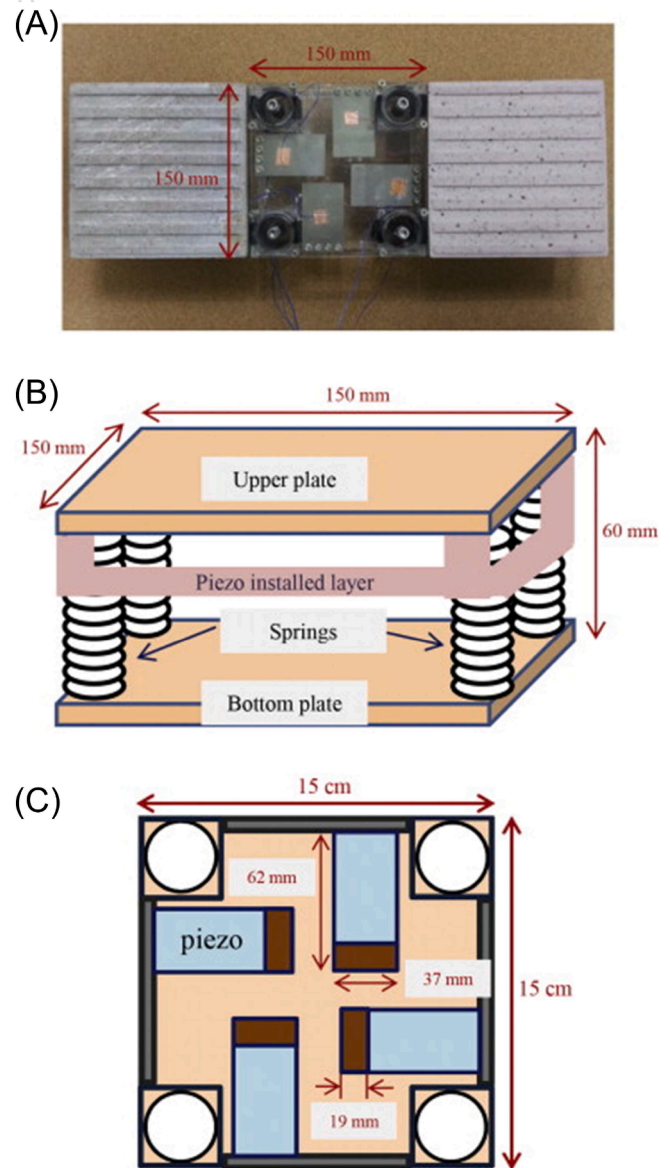 (A)
150 mm
150 mm
(B)
150 mm
150 mm
Upper plate
60 mm
Piezo installed layer
Springs
Bottom plate
(C)
15 cm
62 mm
piezo
37 mm
15 cm
19 mm